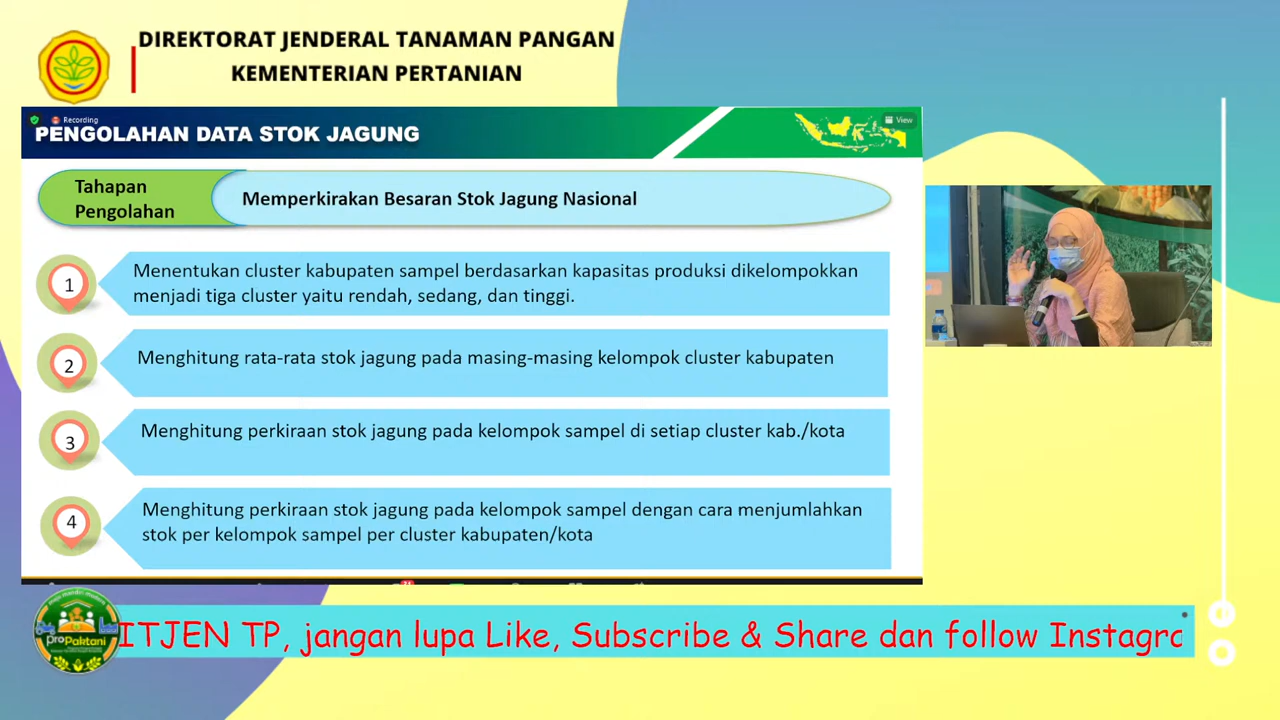 DIREKTORAT JENDERAL TANAMAN PANGAN
KEMENTERIAN PERTANIAN
Recording
View
PENGOLAHAN DATA STOK JAGUNG
Tahapan
Pengolahan
Memperkirakan Besaran Stok Jagung Nasional
1
Menentukan cluster kabupaten sampel berdasarkan kapasitas produksi dikelompokkan
menjadi tiga cluster yaitu rendah, sedang, dan tinggi.
2
Menghitung rata-rata stok jagung pada masing-masing kelompok cluster kabupaten
3
Menghitung perkiraan stok jagung pada kelompok sampel di setiap cluster kab./kota
4
Menghitung perkiraan stok jagung pada kelompok sampel dengan cara menjumlahkan
stok per kelompok sampel per cluster kabupaten/kota
proPaktani
ITJEN TP, jangan lupa Like, Subscribe & Share dan follow Instagra